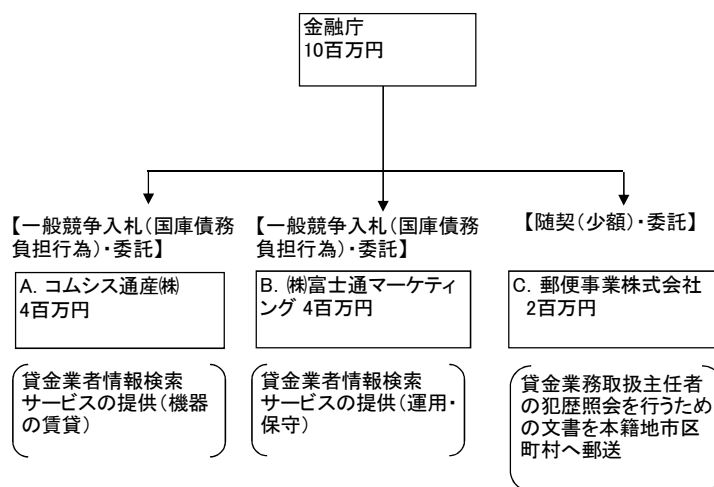 金融庁
10百万円
【一般競争入札(国庫債務
負担行為)・委託】
【一般競争入札(国庫債務
負担行為)・委託】
【随契(少額)・委託】
A. コムシス通産㈱
4百万円
B. ㈱富士通マーケティ
ング 4百万円
C. 郵便事業株式会社
2百万円
貸金業者情報検索
サービスの提供(機器
の賃貸)
貸金業者情報検索
サービスの提供(運用・
保守)
貸金業務取扱主任者
の犯歴照会を行うため
の文書を本籍地市区
町村へ郵送